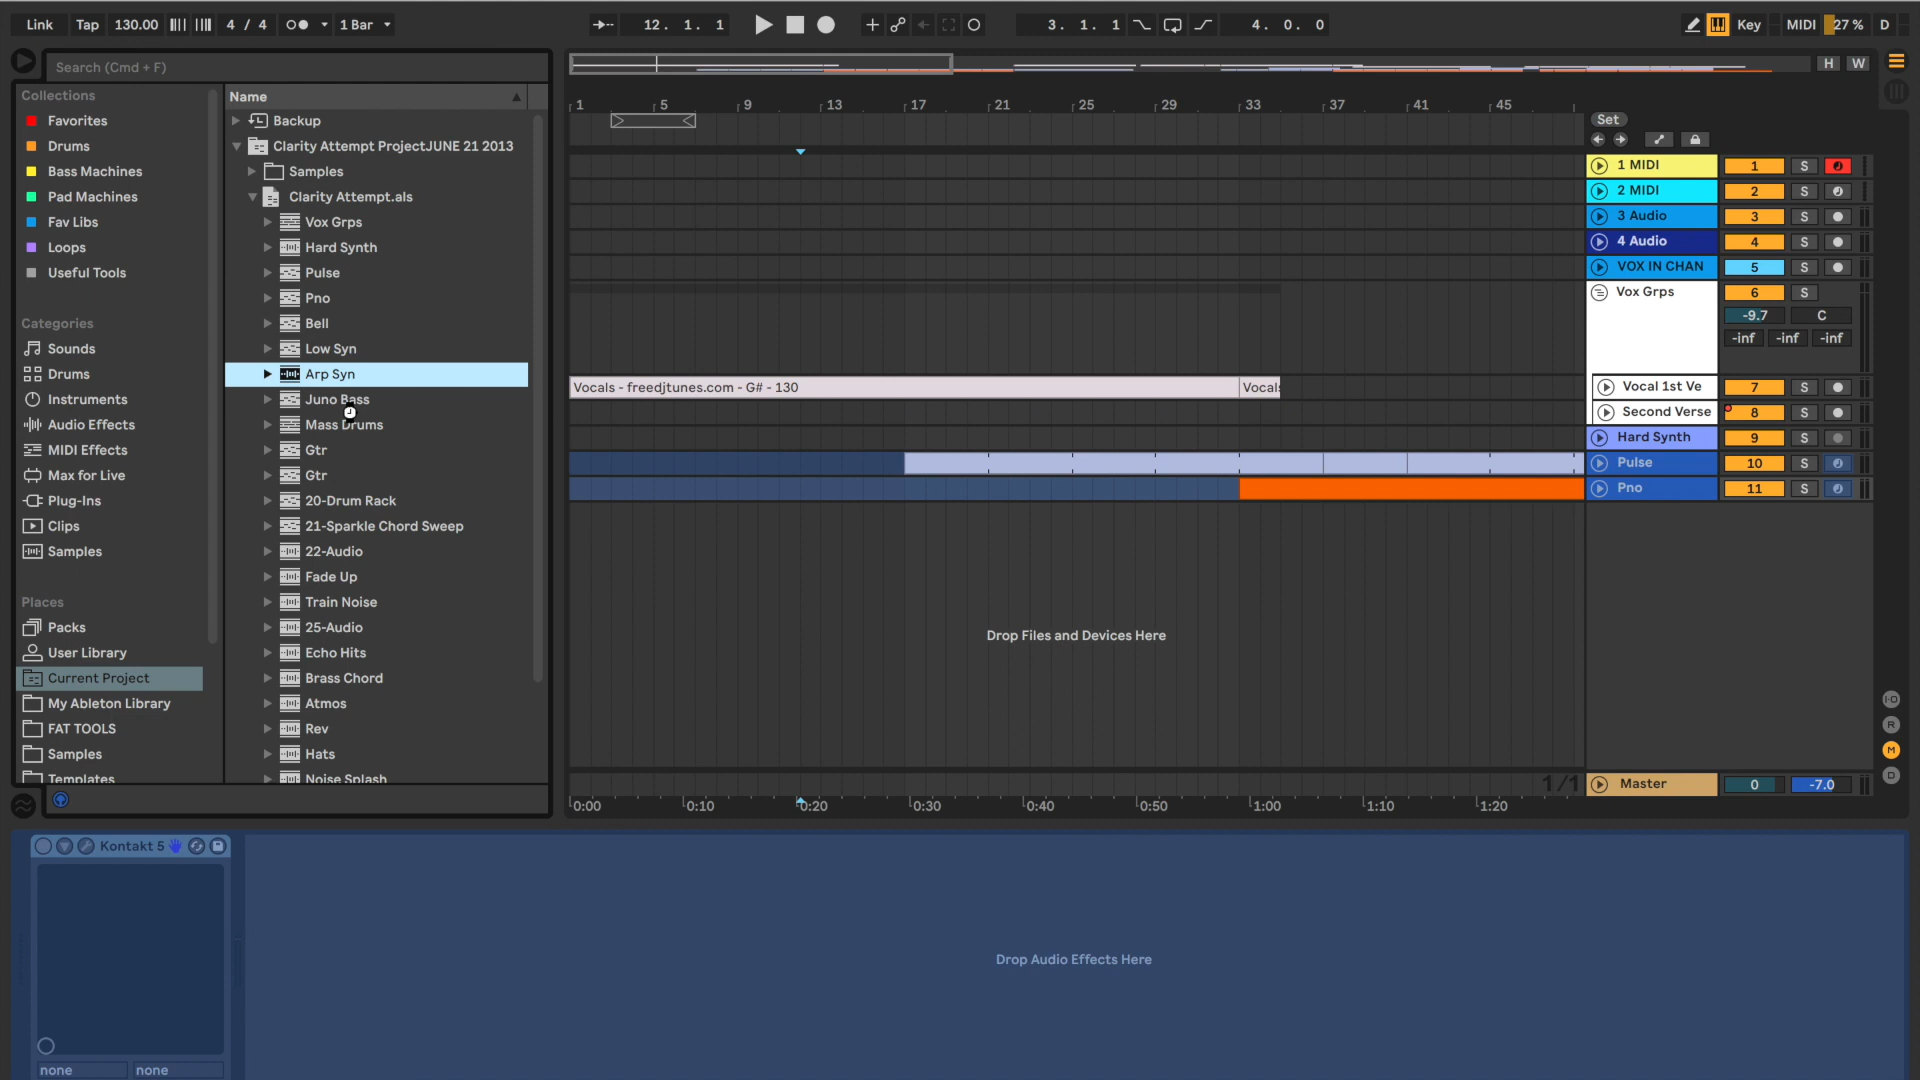 Link Tap 130.00 4 / 4 1 Bar 12. 1. 1 3. 1. 1 4. 0. 0 Key MIDI 27 % D
Search (Cmd + F)
H W
Collections
Favorites
Drums
Bass Machines
Pad Machines
Fav Libs
Loops
Useful Tools
Categories
Sounds
Drums
Instruments
Audio Effects
MIDI Effects
Max for Live
Plug-Ins
Clips
Samples
Places
Packs
User Library
Current Project
My Ableton Library
FAT TOOLS
Samples
Templates
Name
Backup
Clarity Attempt ProjectJUNE 21 2013
Samples
Clarity Attempt.als
Vox Grps
Hard Synth
Pulse
Pno
Bell
Low Syn
Arp Syn
Juno Bass
Mass Drums
Gtr
Gtr
20-Drum Rack
21-Sparkle Chord Sweep
22-Audio
Fade Up
Train Noise
25-Audio
Echo Hits
Brass Chord
Atmos
Rev
Hats
Noise Splash
1 5 9 13 17 21 25 29 33 37 41 45
Set
1 MIDI 1 S
2 MIDI 2 S
3 Audio 3 S
4 Audio 4 S
VOX IN CHAN 5 S
Vox Grps 6 S
-9.7 C
-inf -inf -inf
Vocals - freedjtunes.com - G# - 130 Vocals
Vocal 1st Ve 7 S
Second Verse 8 S
Hard Synth 9 S
Pulse 10 S
Pno 11 S
Drop Files and Devices Here
I·O
R
M
D
1/1
Master 0 -7.0
0:00 0:10 0:20 0:30 0:40 0:50 1:00 1:10 1:20
Kontakt 5
Drop Audio Effects Here
none none